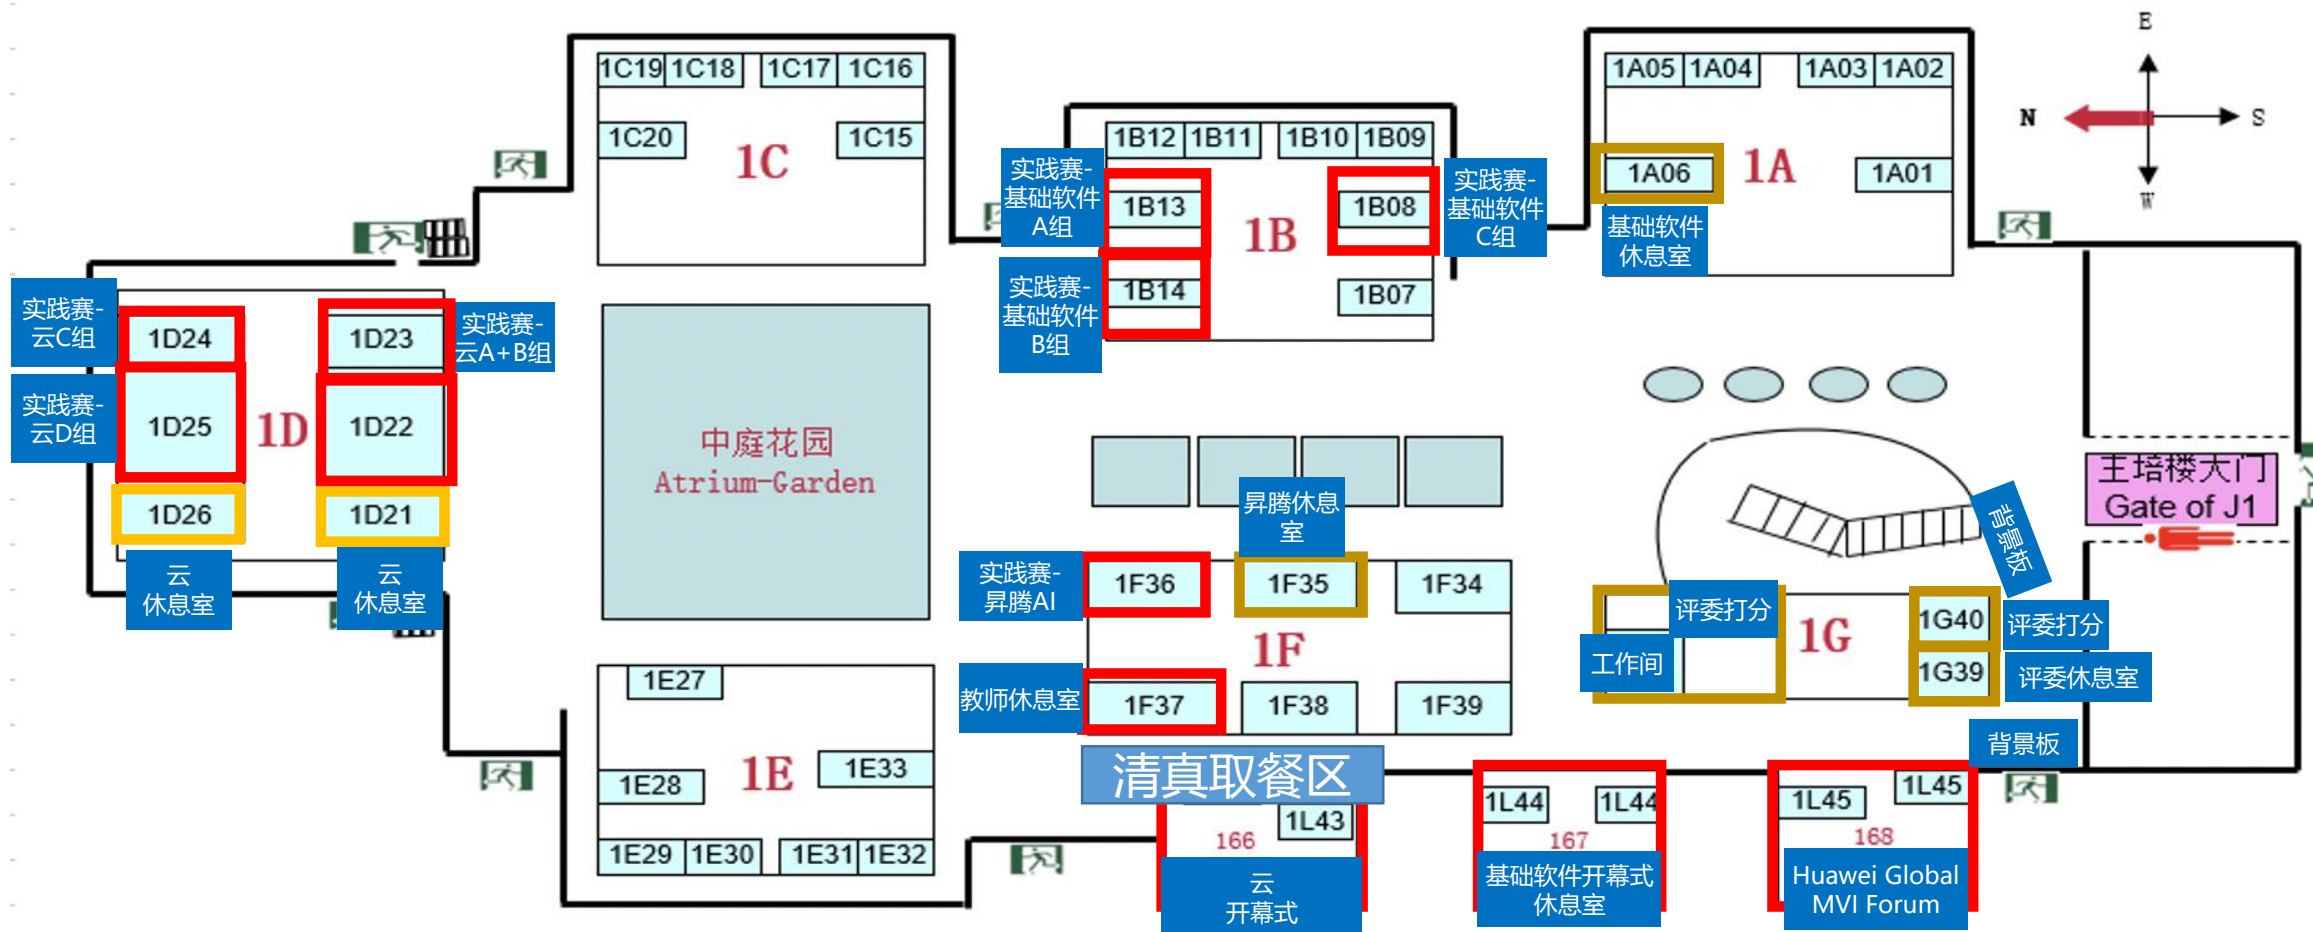 E
N
S
W
1C19
1C18
1C17
1C16
1C20
1C15
1C
1B12
1B11
1B10
1B09
实践赛-
基础软件
A组
1B13
1B08
实践赛-
基础软件
C组
1B
实践赛-
基础软件
B组
1B14
1B07
1A05
1A04
1A03
1A02
1A06
1A
1A01
基础软件
休息室
实践赛-
云C组
1D24
1D23
实践赛-
云A+B组
实践赛-
云D组
1D25
1D
1D22
1D26
1D21
云
休息室
云
休息室
中庭花园
Atrium-Garden
昇腾休息
室
实践赛-
昇腾AI
1F36
1F35
1F34
1F
教师休息室
1F37
1F38
1F39
清真取餐区
主培楼大门
Gate of J1
背景板
评委打分
工作间
1G
1G40
评委打分
1G39
评委休息室
背景板
1E27
1E28
1E
1E33
1E29
1E30
1E31
1E32
166
1L43
云
开幕式
1L44
1L44
167
基础软件开幕式
休息室
1L45
1L45
168
Huawei Global
MVI Forum